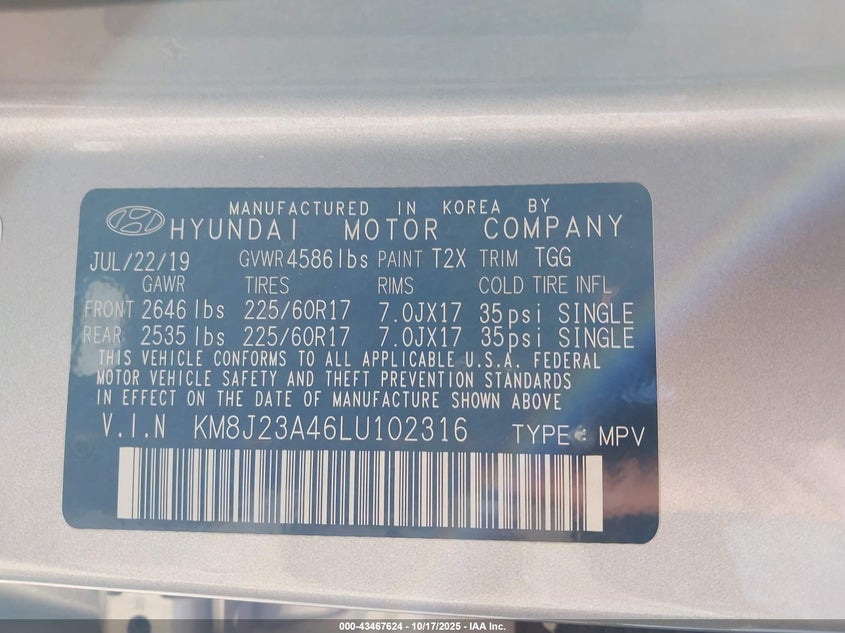 MANUFACTURED IN KOREA BY
HYUNDAI MOTOR COMPANY
JUL/22/19 GVWR 4586 lbs PAINT T2X TRIM TGG
GAWR TIRES RIMS COLD TIRE INFL
FRONT 2646 lbs 225/60R17 7.0JX17 35psi SINGLE
REAR: 2535 lbs 225/60R17 7.0JX17 35psi SINGLE
THIS VEHICLE CONFORMS TO ALL APPLICABLE U.S.A. FEDERAL
MOTOR VEHICLE SAFETY AND THEFT PREVENTION STANDARDS
IN EFFECT ON THE DATE OF MANUFACTURE SHOWN ABOVE
V.I.N KM8J23A46LU102316 TYPE : MPV
000-43467624 - 10/17/2025 - IAA Inc.